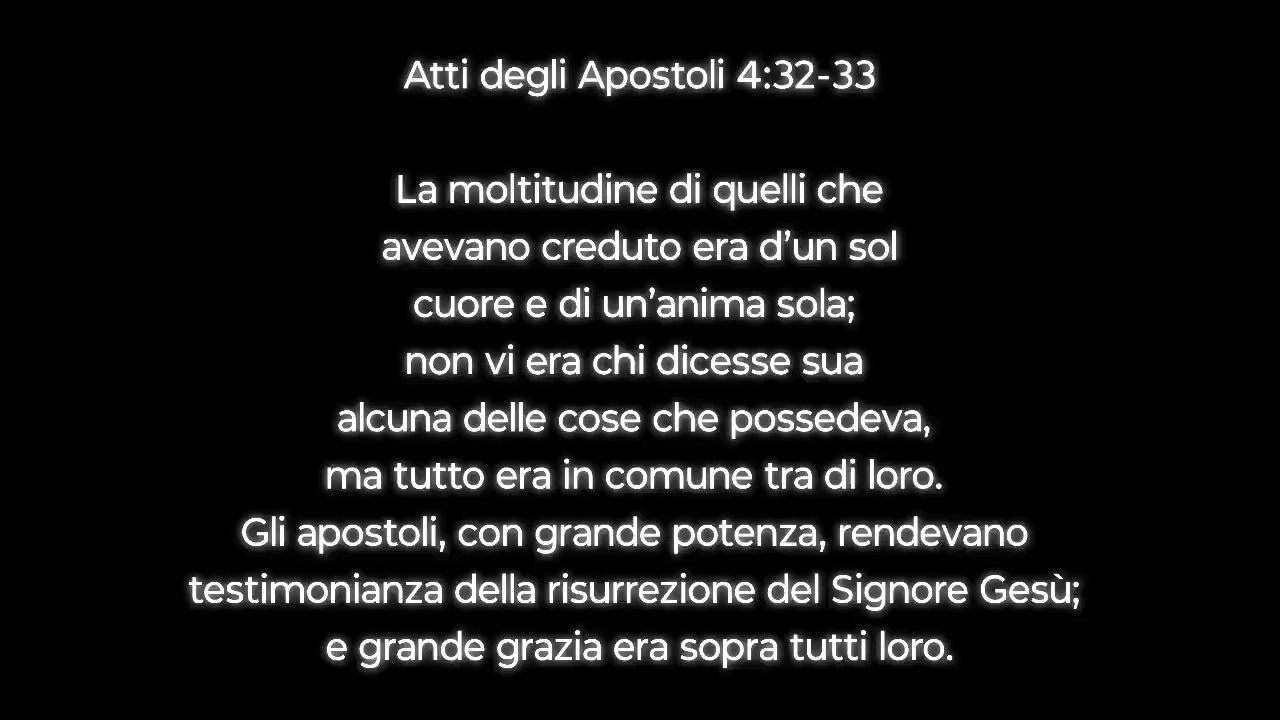 Atti degli Apostoli 4:32-33
La moltitudine di quelli che
avevano creduto era d’un sol
cuore e di un’anima sola;
non vi era chi dicesse sua
alcuna delle cose che possedeva,
ma tutto era in comune tra di loro.
Gli apostoli, con grande potenza, rendevano
testimonianza della risurrezione del Signore Gesù;
e grande grazia era sopra tutti loro.